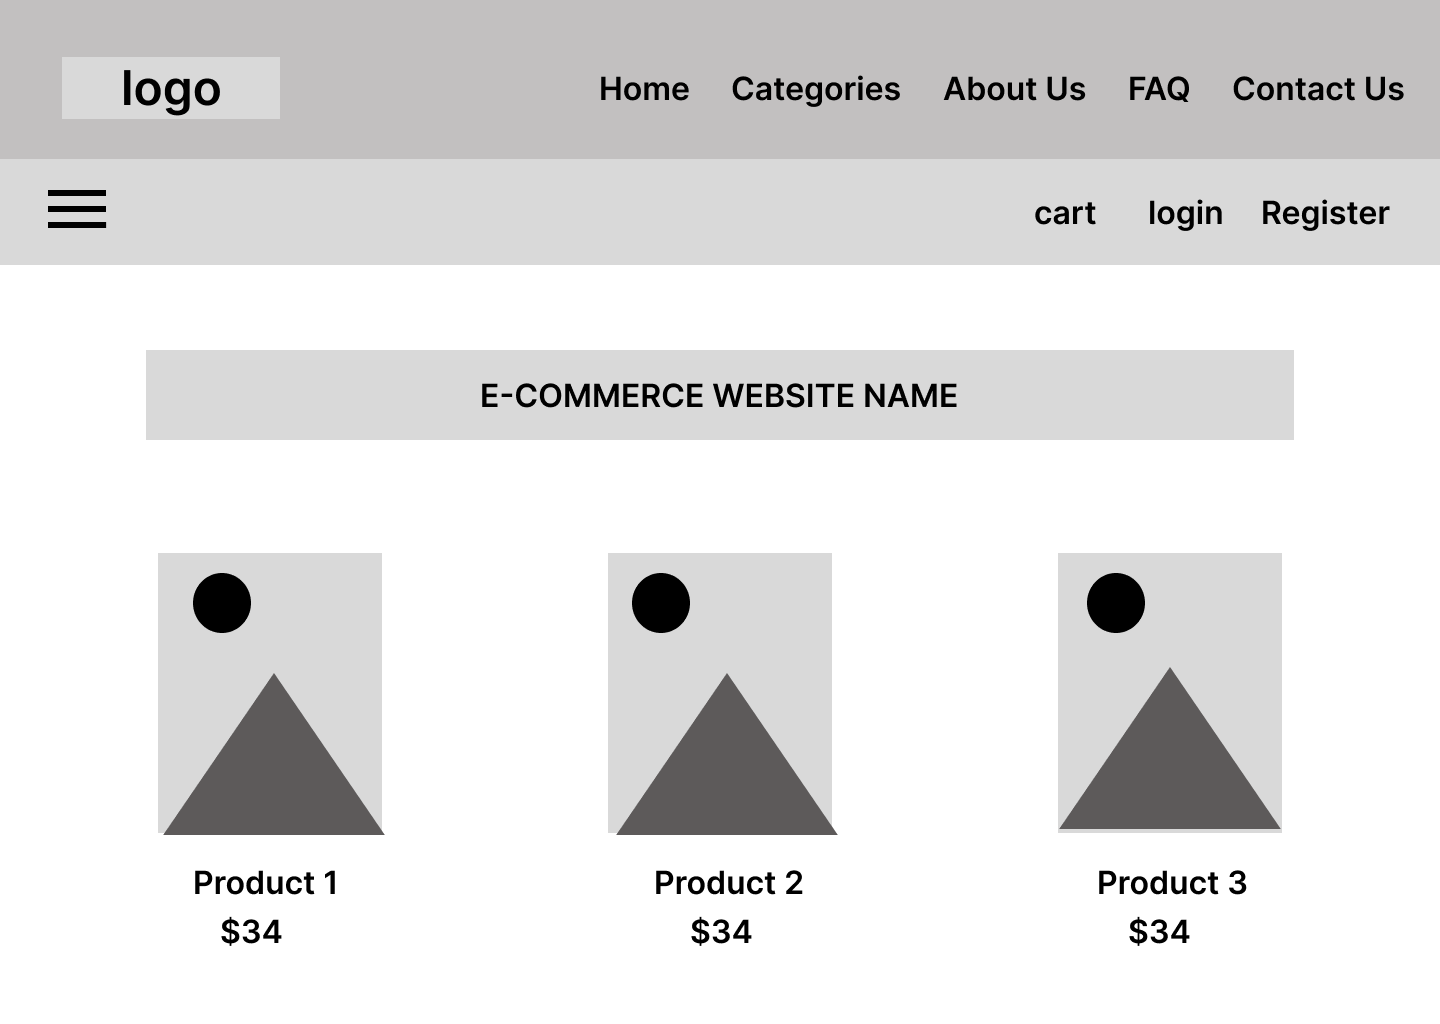 logo
Home Categories About Us FAQ Contact Us
cart login Register
E-COMMERCE WEBSITE NAME
Product 1 Product 2 Product 3
$34 $34 $34